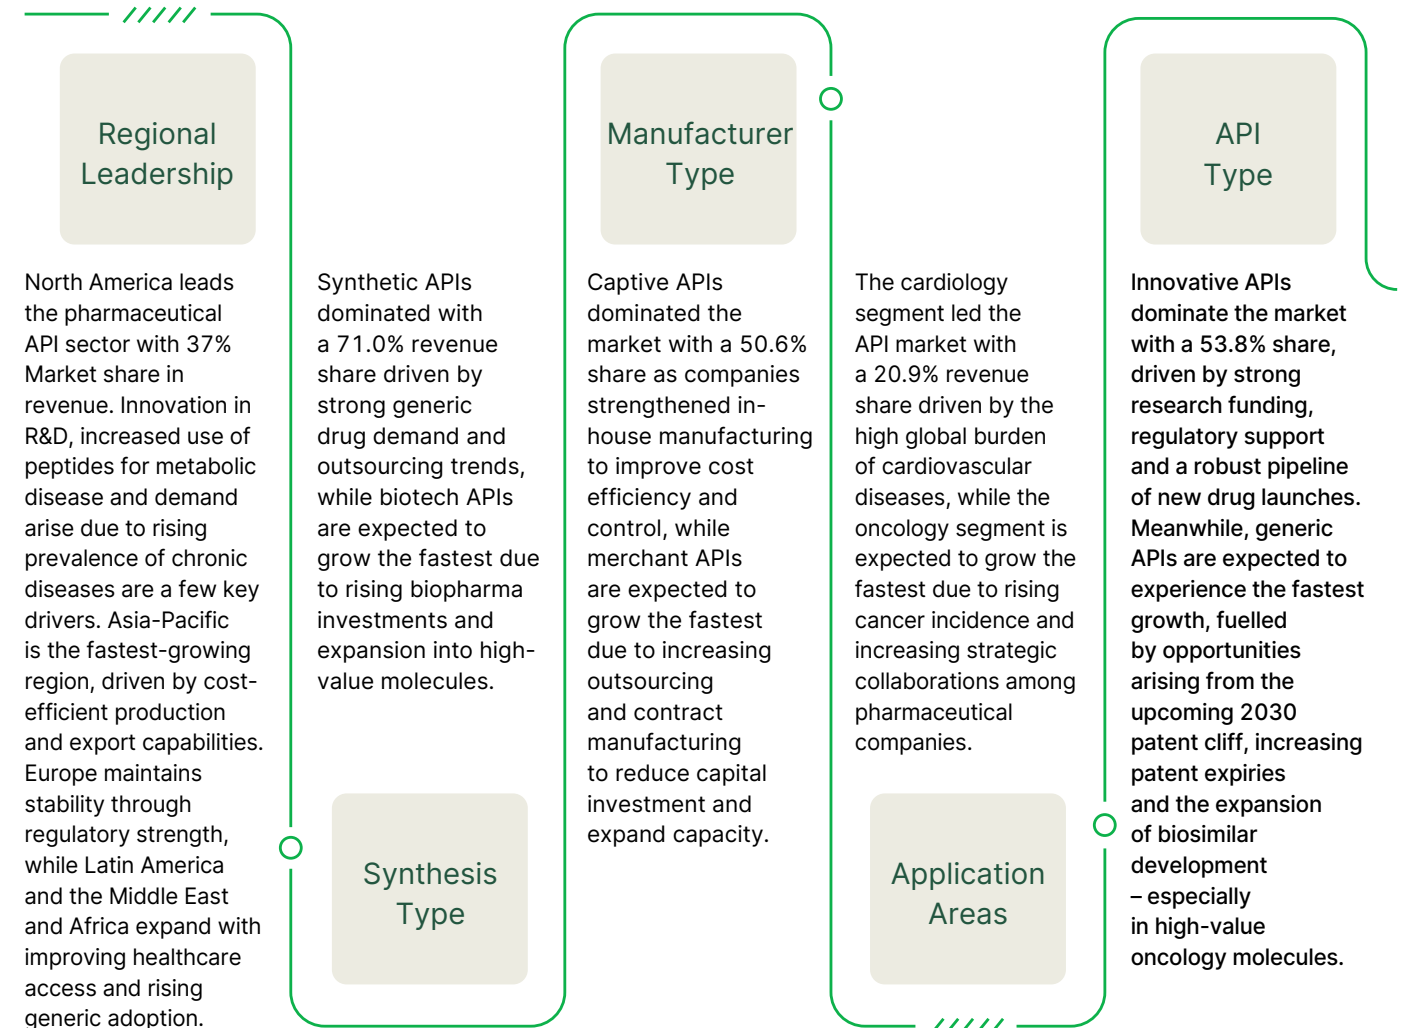 Regional
Leadership
North America leads
the pharmaceutical
API sector with 37%
Market share in
revenue. Innovation in
R&D, increased use of
peptides for metabolic
disease and demand
arise due to rising
prevalence of chronic
diseases are a few key
drivers. Asia-Pacific
is the fastest-growing
region, driven by cost-
efficient production
and export capabilities.
Europe maintains
stability through
regulatory strength,
while Latin America
and the Middle East
and Africa expand with
improving healthcare
access and rising
generic adoption.
Synthetic APIs
dominated with
a 71.0% revenue
share driven by
strong generic
drug demand and
outsourcing trends,
while biotech APIs
are expected to
grow the fastest due
to rising biopharma
investments and
expansion into high-
value molecules.
Synthesis
Type
Manufacturer
Type
Captive APIs
dominated the
market with a 50.6%
share as companies
strengthened in-
house manufacturing
to improve cost
efficiency and
control, while
merchant APIs
are expected to
grow the fastest
due to increasing
outsourcing
and contract
manufacturing
to reduce capital
investment and
expand capacity.
The cardiology
segment led the
API market with
a 20.9% revenue
share driven by the
high global burden
of cardiovascular
diseases, while the
oncology segment is
expected to grow the
fastest due to rising
cancer incidence and
increasing strategic
collaborations among
pharmaceutical
companies.
Application
Areas
API
Type
Innovative APIs
dominate the market
with a 53.8% share,
driven by strong
research funding,
regulatory support
and a robust pipeline
of new drug launches.
Meanwhile, generic
APIs are expected to
experience the fastest
growth, fuelled
by opportunities
arising from the
upcoming 2030
patent cliff, increasing
patent expiries
and the expansion
of biosimilar
development
– especially
in high-value
oncology molecules.